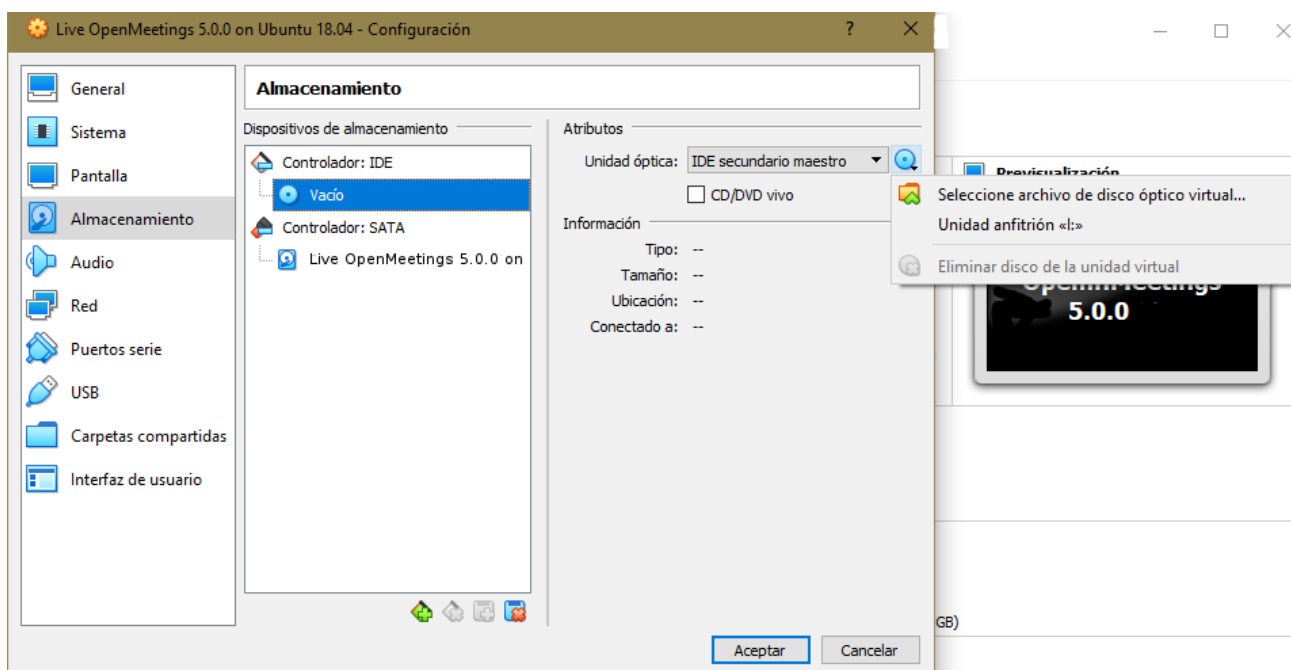 Live OpenMeetings 5.0.0 on Ubuntu 18.04 - Configuración
?
General
Sistema
Pantalla
Almacenamiento
Audio
Red
Puertos serie
USB
Carpetas compartidas
Interfaz de usuario
Almacenamiento
Dispositivos de almacenamiento
Controlador: IDE
Vacío
Controlador: SATA
Live OpenMeetings 5.0.0 on
Atributos
Unidad óptica: IDE secundario maestro
CD/DVD vivo
Información
Tipo: --
Tamaño: --
Ubicación: --
Conectado a: --
Aceptar
Cancelar
Previsualización
Seleccione archivo de disco óptico virtual...
Unidad anfitrión «I:»
Eliminar disco de la unidad virtual
5.0.0
GB)